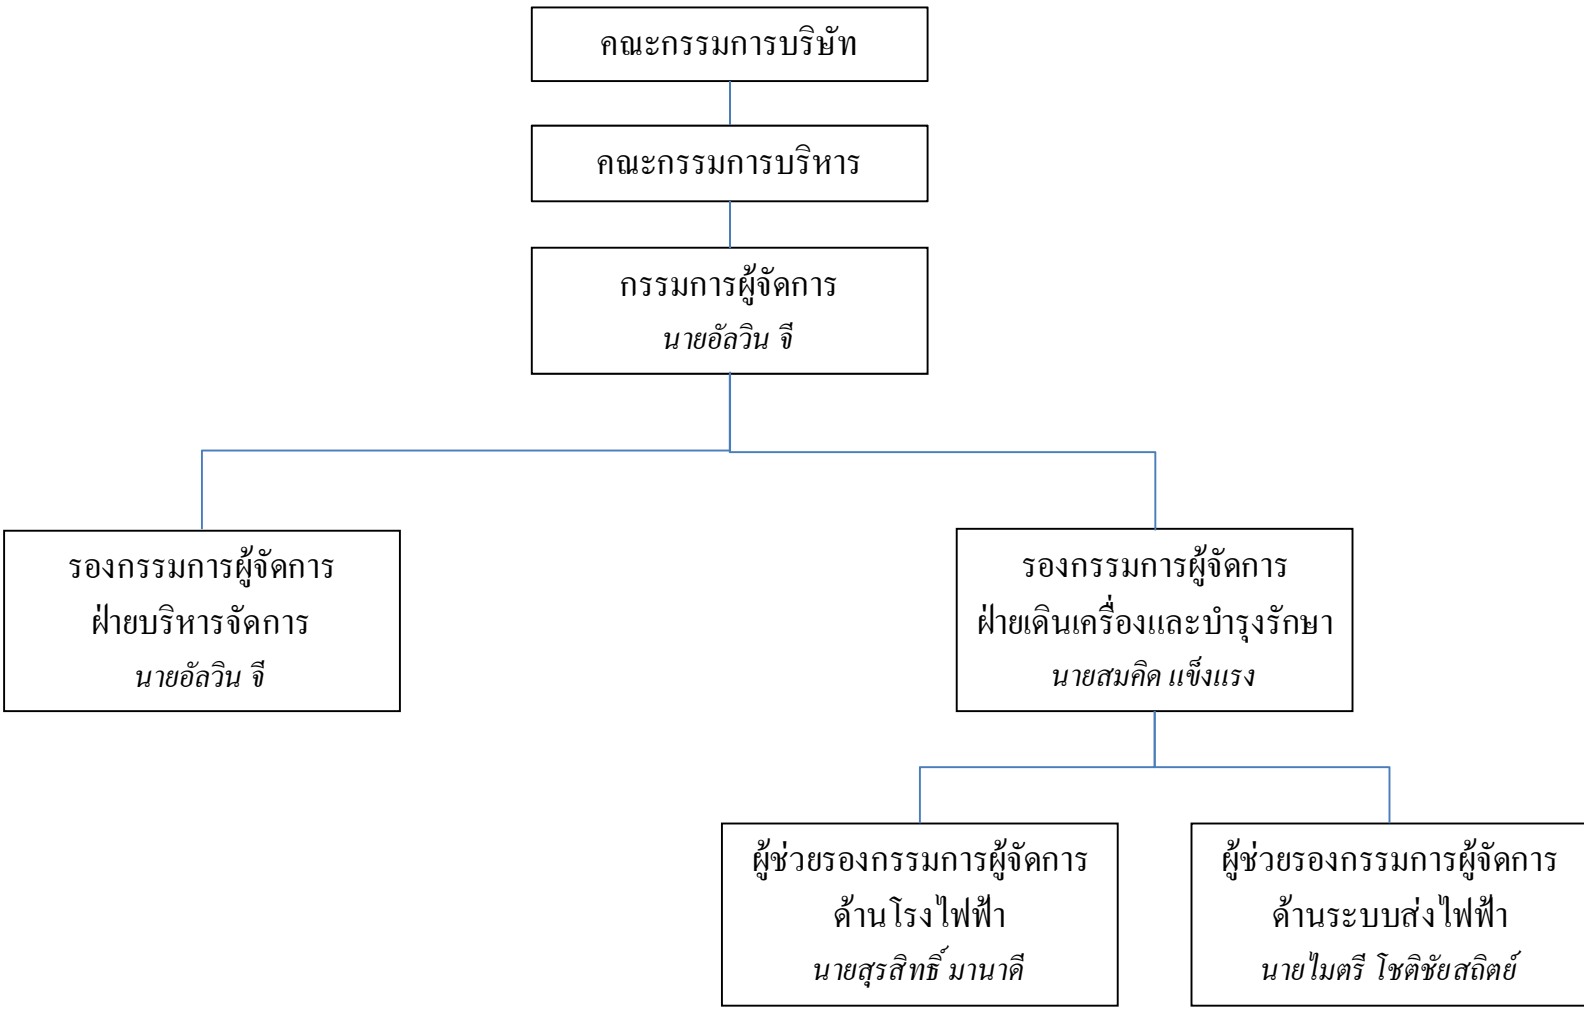 คณะกรรมการบริษัท
คณะกรรมการบริหาร
กรรมการผู้จัดการ
นายอัลวิน จี
รองกรรมการผู้จัดการ
ฝ่ายบริหารจัดการ
นายอัลวิน จี
รองกรรมการผู้จัดการ
ฝ่ายเดินเครื่องและบำรุงรักษา
นายสมคิด แข็งแรง
ผู้ช่วยรองกรรมการผู้จัดการ
ด้านโรงไฟฟ้า
นายสุรสิทธิ์ มานาดี
ผู้ช่วยรองกรรมการผู้จัดการ
ด้านระบบส่งไฟฟ้า
นายไมตรี โชติชัยสถิตย์